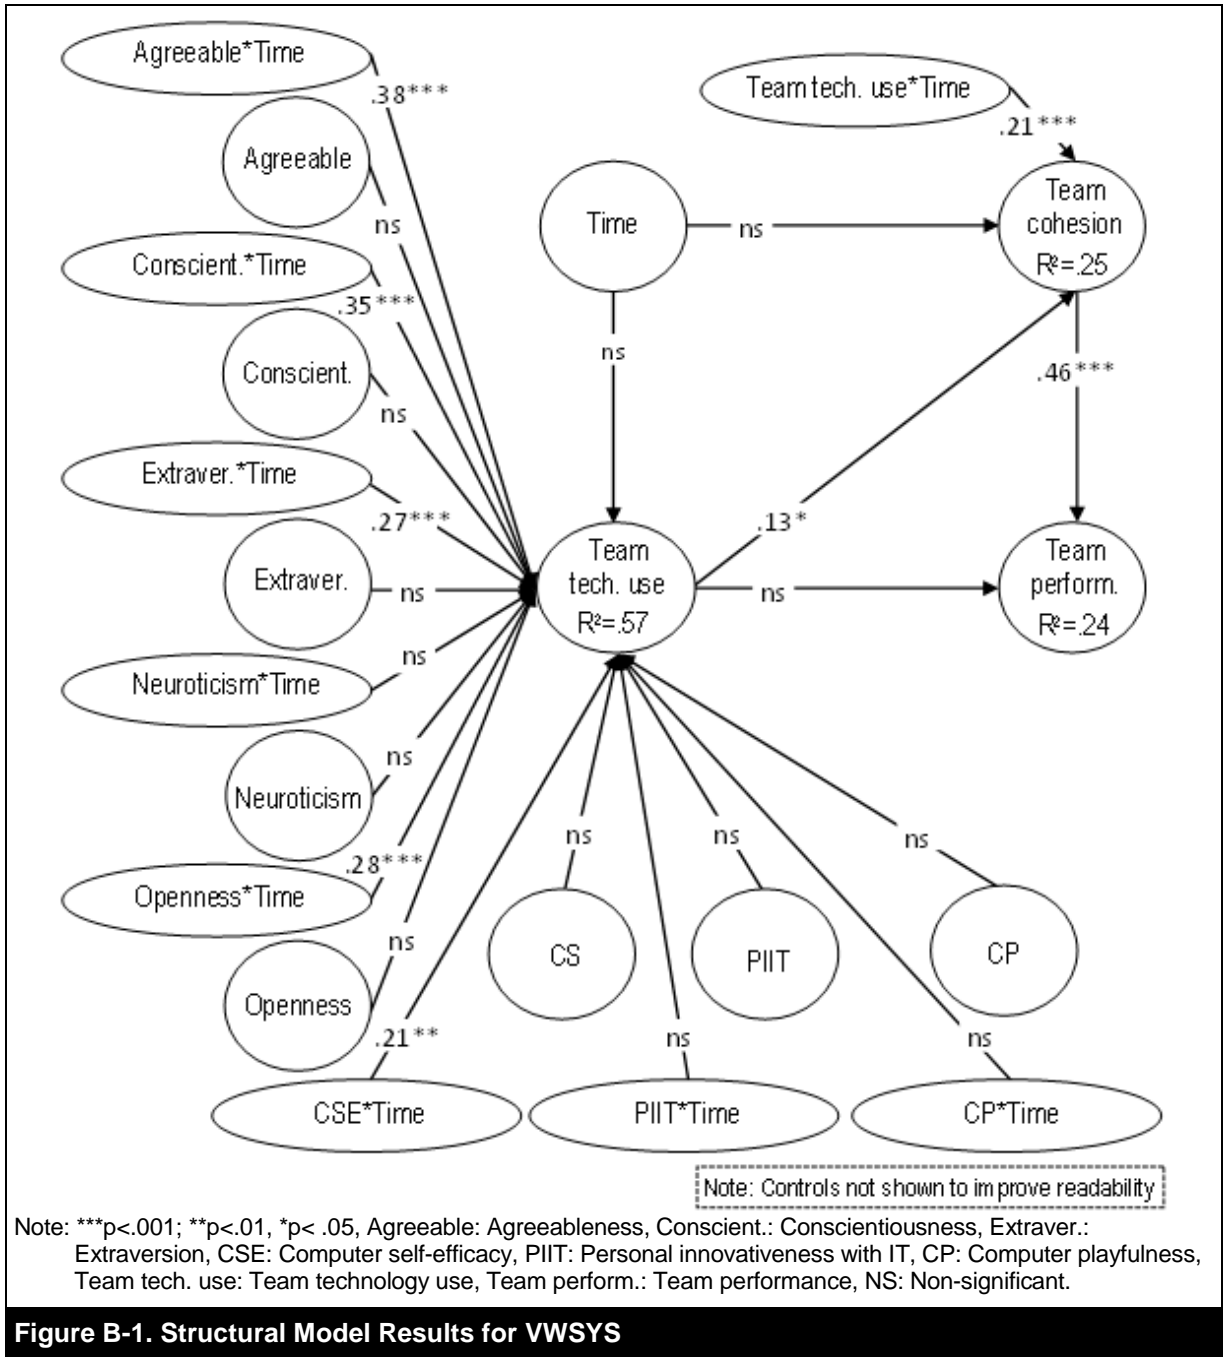 Agreeable*Time
.38***
Team tech. use*Time
.21***
Agreeable
ns
Time
ns
Team
cohesion
R²=.25
Conscient.*Time
.35***
ns
.46***
Conscient.
ns
Extraver.*Time
.27***
.13*
Extraver.
ns
Team
tech. use
R²=.57
ns
Team
perform.
R²=.24
ns
Neuroticism*Time
ns
Neuroticism
.28***
Openness*Time
ns
Openness
.21**
ns
CS
ns
PIIT
ns
CP
ns
ns
CSE*Time
PIIT*Time
CP*Time
Note: Controls not shown to improve readability
Note: ***p<.001; **p<.01, *p< .05, Agreeable: Agreeableness, Conscient.: Conscientiousness, Extraver.:
Extraversion, CSE: Computer self-efficacy, PIIT: Personal innovativeness with IT, CP: Computer playfulness,
Team tech. use: Team technology use, Team perform.: Team performance, NS: Non-significant.
Figure B-1. Structural Model Results for VWSYS